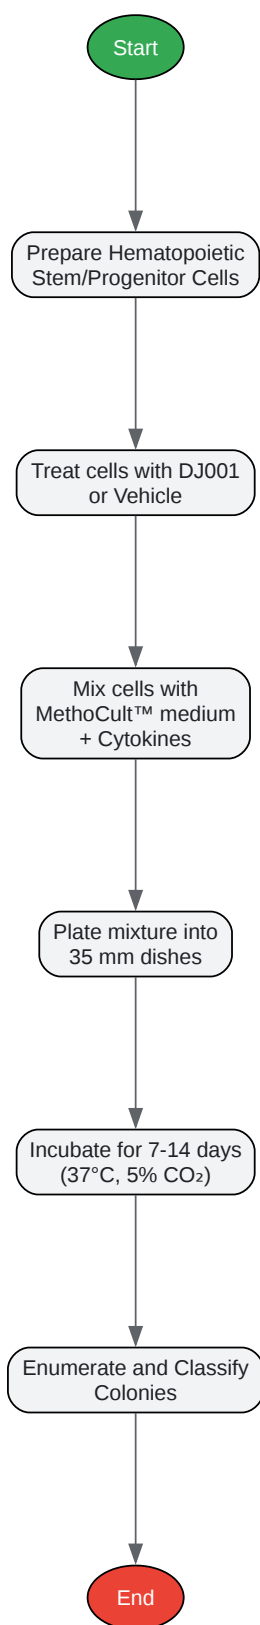 Start
Prepare Hematopoietic
Stem/Progenitor Cells
Treat cells with DJ001
or Vehicle
Mix cells with
MethoCult™ medium
+ Cytokines
Plate mixture into
35 mm dishes
Incubate for 7-14 days
(37°C, 5% CO₂)
Enumerate and Classify
Colonies
End